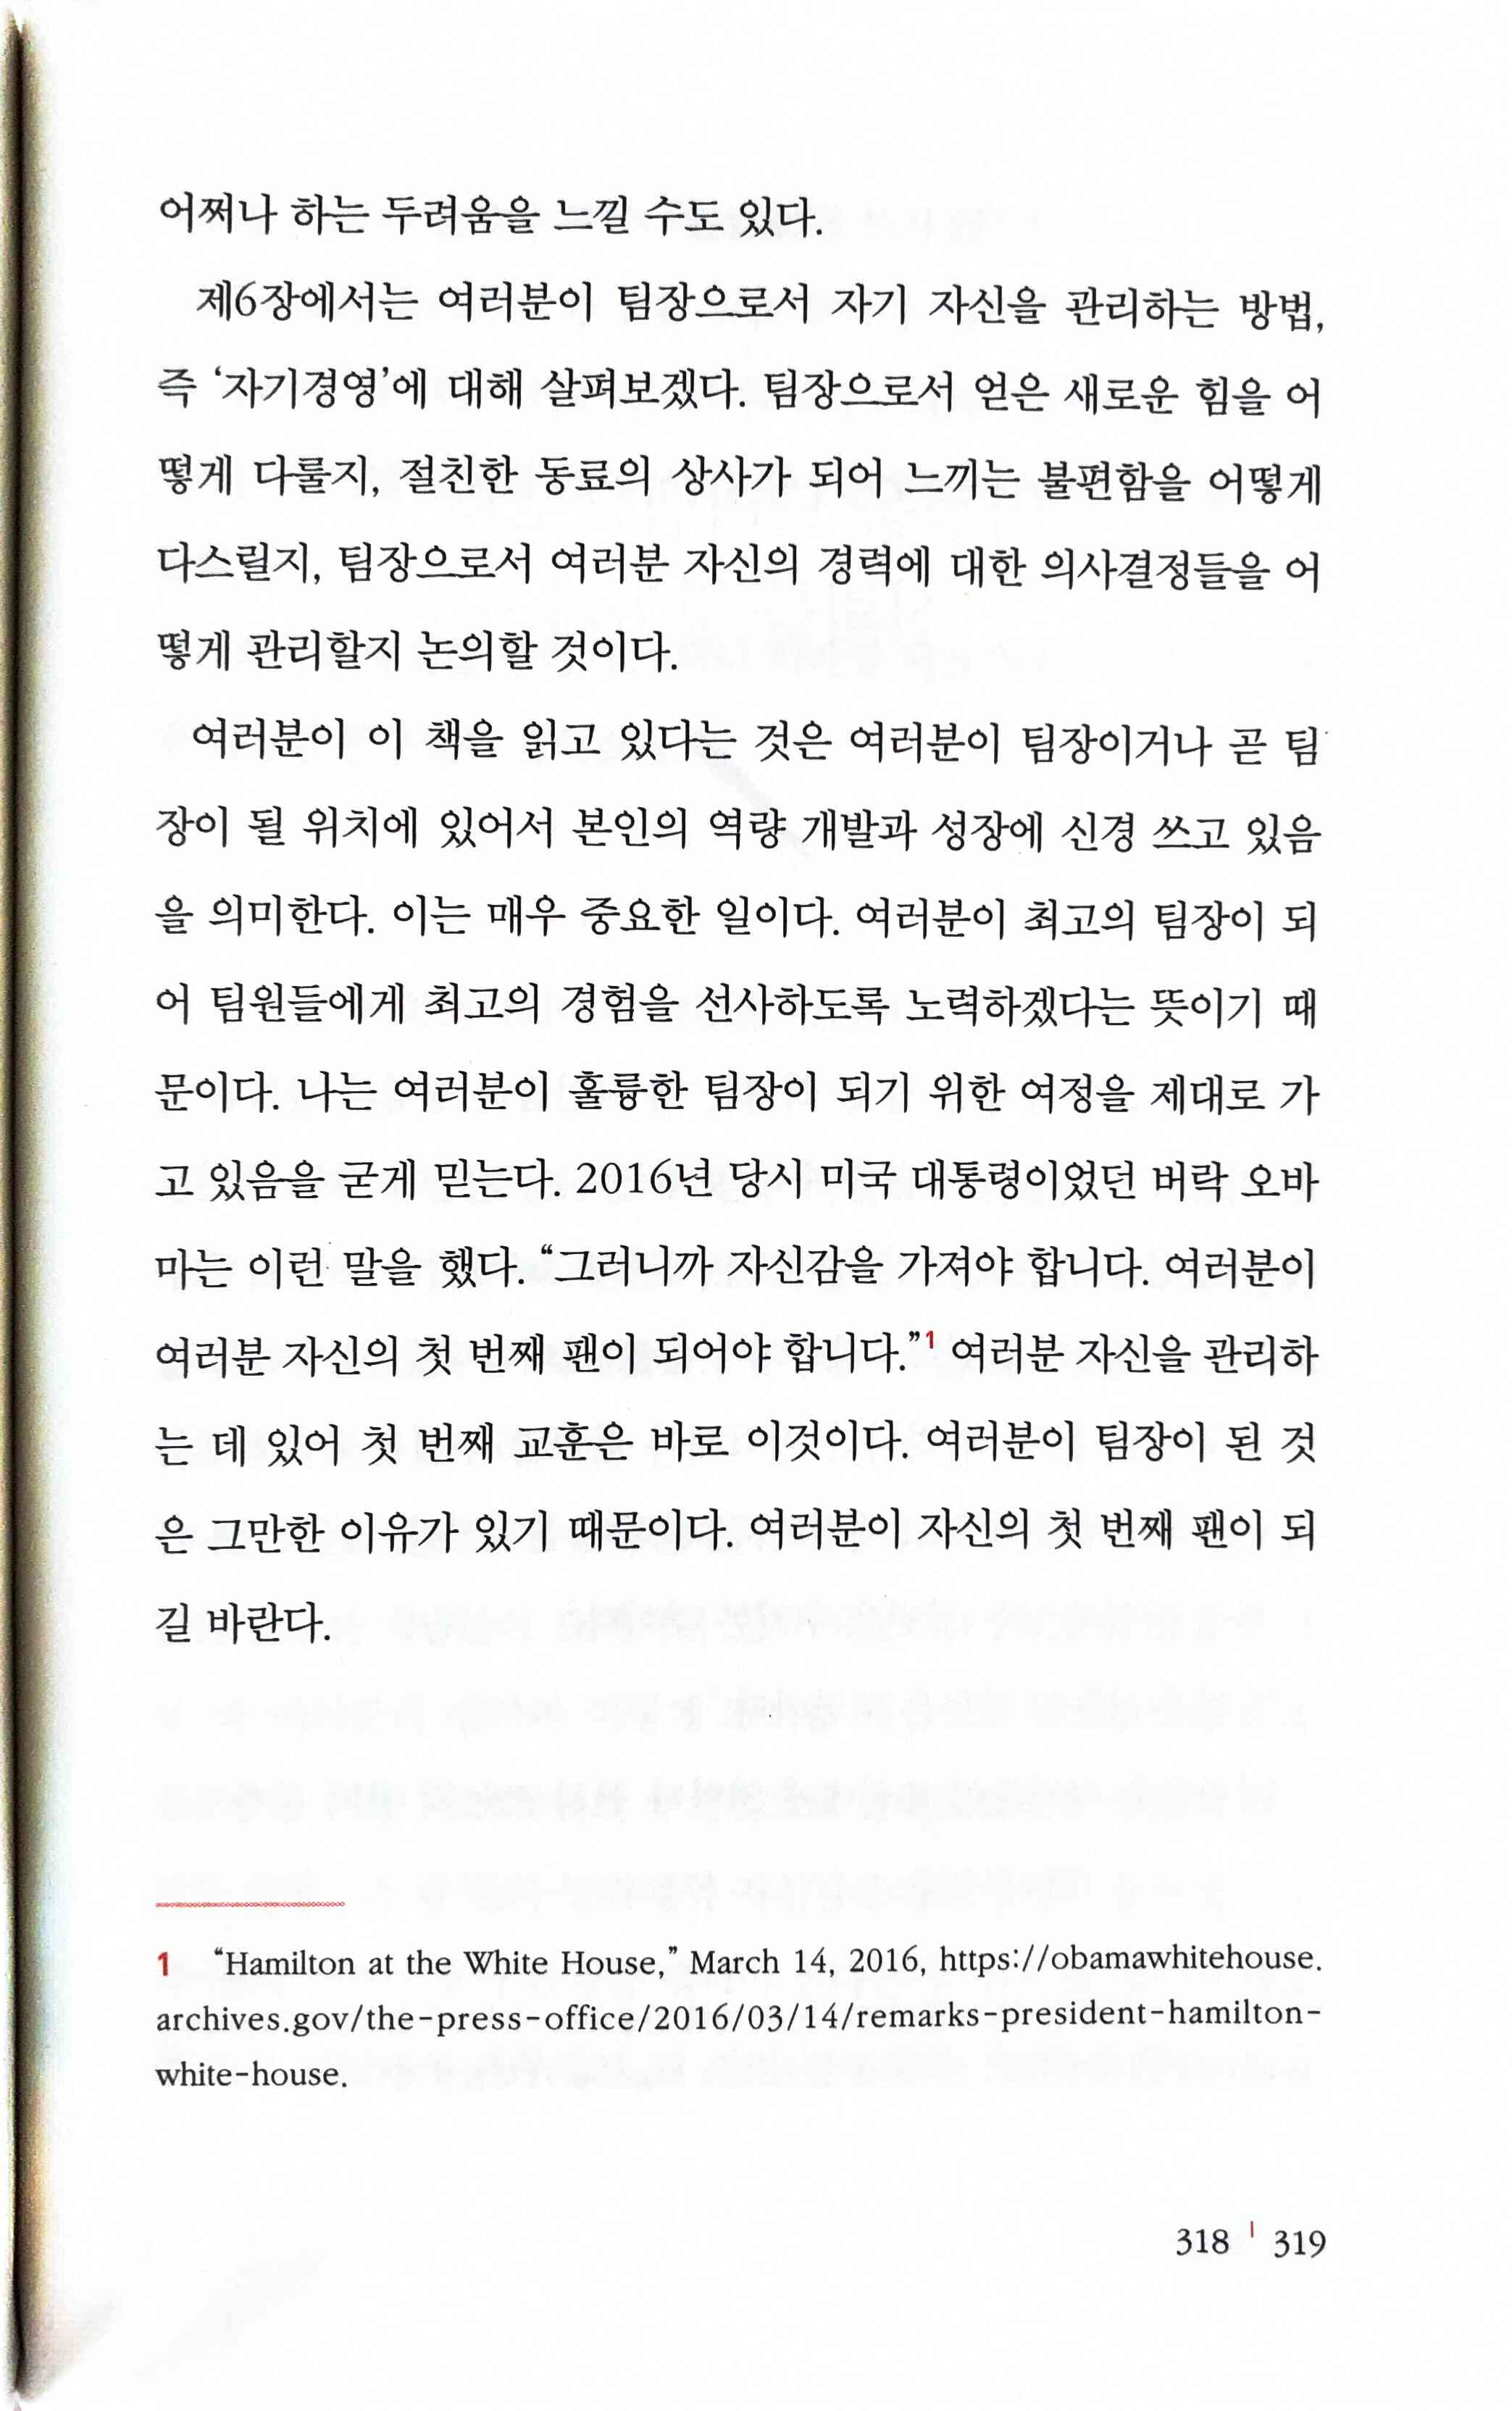 어쩌나 하는 두려움을 느낄 수도 있다.
제6장에서는 여러분이 팀장으로서 자기 자신을 관리하는 방법,
즉 ‘자기경영’에 대해 살펴보겠다. 팀장으로서 얻은 새로운 힘을 어
떻게 다룰지, 절친한 동료의 상사가 되어 느끼는 불편함을 어떻게
다스릴지, 팀장으로서 여러분 자신의 경력에 대한 의사결정들을 어
떻게 관리할지 논의할 것이다.
여러분이 이 책을 읽고 있다는 것은 여러분이 팀장이거나 곧 팀
장이 될 위치에 있어서 본인의 역량 개발과 성장에 신경 쓰고 있음
을 의미한다. 이는 매우 중요한 일이다. 여러분이 최고의 팀장이 되
어 팀원들에게 최고의 경험을 선사하도록 노력하겠다는 뜻이기 때
문이다. 나는 여러분이 훌륭한 팀장이 되기 위한 여정을 제대로 가
고 있음을 굳게 믿는다. 2016년 당시 미국 대통령이었던 버락 오바
마는 이런 말을 했다. “그러니까 자신감을 가져야 합니다. 여러분이
여러분 자신의 첫 번째 팬이 되어야 합니다.”1 여러분 자신을 관리하
는 데 있어 첫 번째 교훈은 바로 이것이다. 여러분이 팀장이 된 것
은 그만한 이유가 있기 때문이다. 여러분이 자신의 첫 번째 팬이 되
길 바란다.
1 “Hamilton at the White House,” March 14, 2016, https://obamawhitehouse.
archives.gov/the-press-office/2016/03/14/remarks-president-hamilton-
white-house.
318 | 319